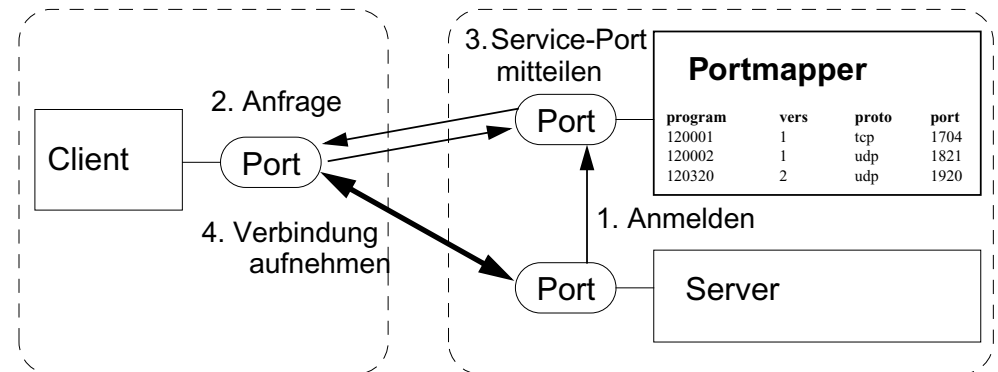 3. Service-Port
mitteilen
Portmapper
2. Anfrage
program vers proto port
120001 1 tcp 1704
120002 1 udp 1821
120320 2 udp 1920
Port
Client
Port
4. Verbindung
aufnehmen
1. Anmelden
Port
Server